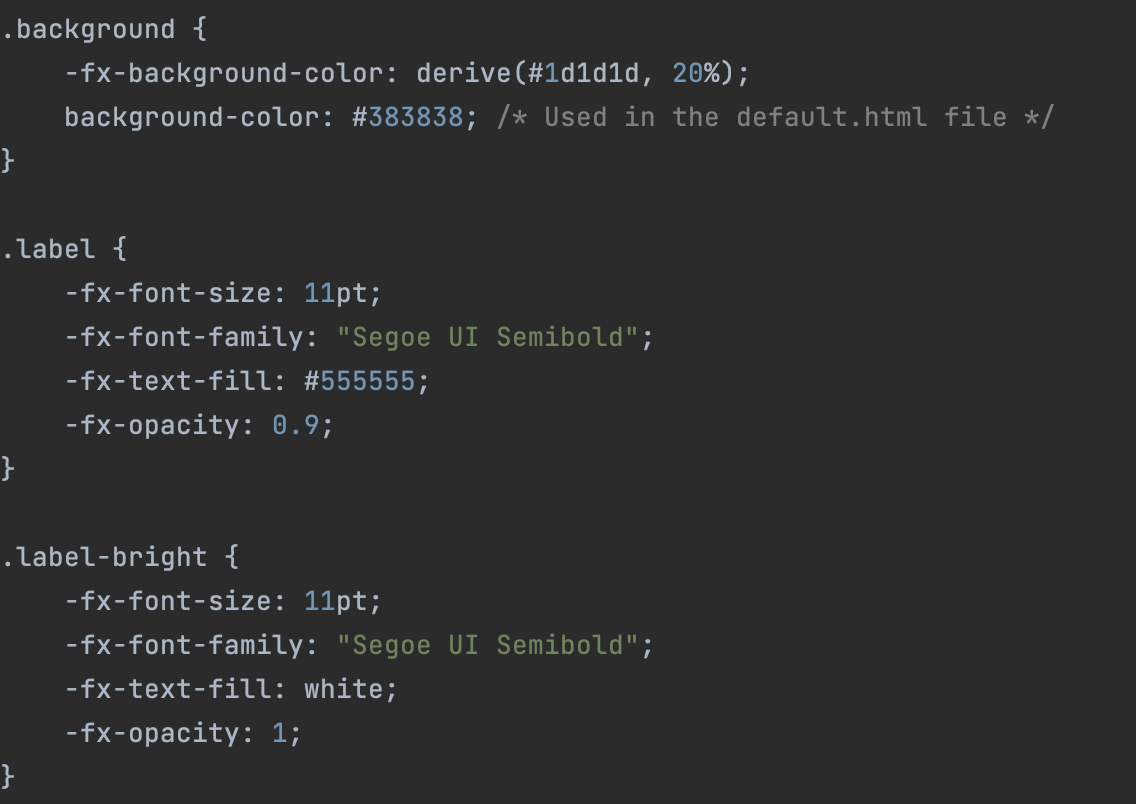 .background {
    -fx-background-color: derive(#1d1d1d, 20%);
    background-color: #383838; /* Used in the default.html file */
}

.label {
    -fx-font-size: 11pt;
    -fx-font-family: "Segoe UI Semibold";
    -fx-text-fill: #555555;
    -fx-opacity: 0.9;
}

.label-bright {
    -fx-font-size: 11pt;
    -fx-font-family: "Segoe UI Semibold";
    -fx-text-fill: white;
    -fx-opacity: 1;
}